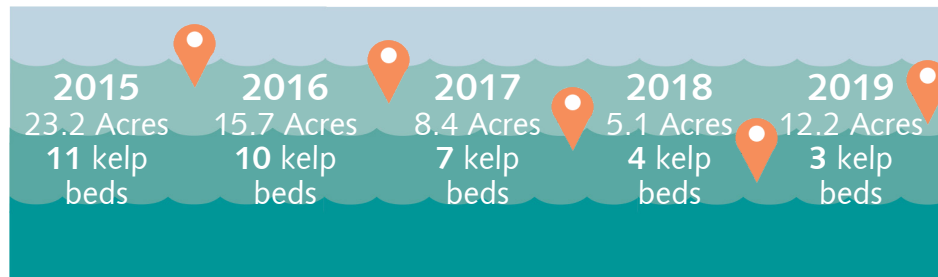 2015
23.2 Acres
11 kelp
beds
2016
15.7 Acres
10 kelp
beds
2017
8.4 Acres
7 kelp
beds
2018
5.1 Acres
4 kelp
beds
2019
12.2 Acres
3 kelp
beds